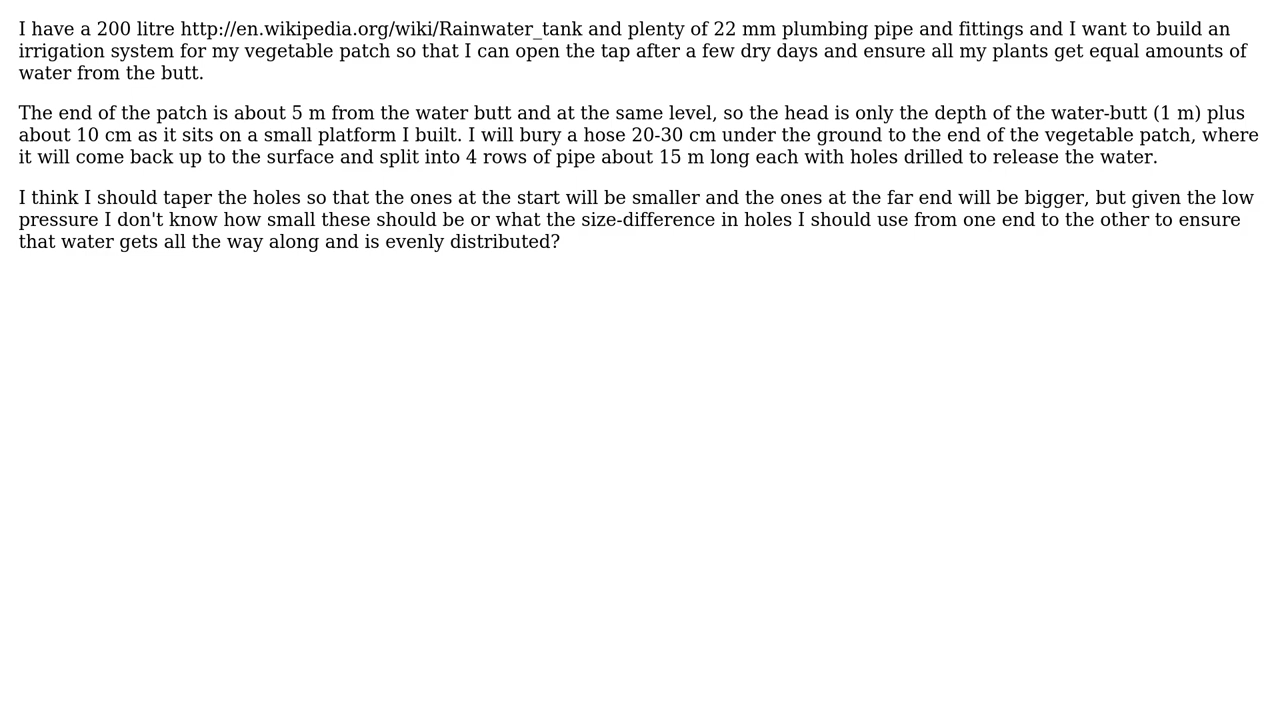 I have a 200 litre http://en.wikipedia.org/wiki/Rainwater_tank and plenty of 22 mm plumbing pipe and fittings and I want to build an
irrigation system for my vegetable patch so that I can open the tap after a few dry days and ensure all my plants get equal amounts of
water from the butt.
The end of the patch is about 5 m from the water butt and at the same level, so the head is only the depth of the water-butt (1 m) plus
about 10 cm as it sits on a small platform I built. I will bury a hose 20-30 cm under the ground to the end of the vegetable patch, where
it will come back up to the surface and split into 4 rows of pipe about 15 m long each with holes drilled to release the water.
I think I should taper the holes so that the ones at the start will be smaller and the ones at the far end will be bigger, but given the low
pressure I don't know how small these should be or what the size-difference in holes I should use from one end to the other to ensure
that water gets all the way along and is evenly distributed?